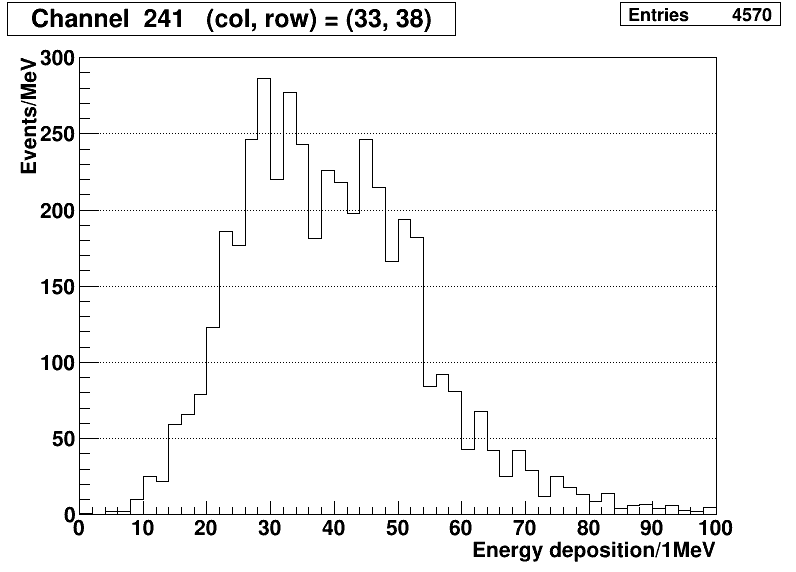 Channel 241 (col, row) = (33, 38)
Entries 4570
Events/MeV
300
250
200
150
100
50
0
0 10 20 30 40 50 60 70 80 90 100
Energy deposition/1MeV